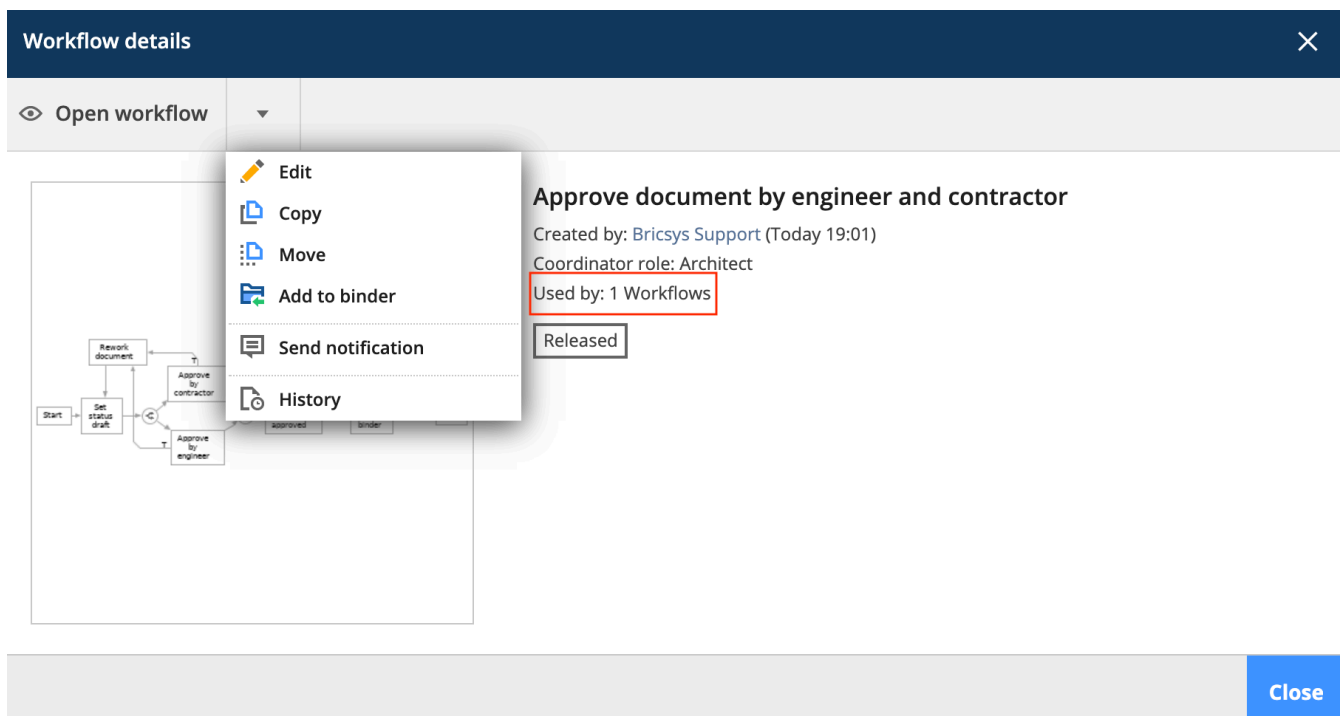 Workflow details
Open workflow
Edit
Copy
Move
Add to binder
Send notification
History
Approve document by engineer and contractor
Created by: Bricsys Support (Today 19:01)
Coordinator role: Architect
Used by: 1 Workflows
Released
Rework
document
T
Approve
by
contractor
Start
Set
status
draft
approved
binder
T
Approve
by
engineer
Close